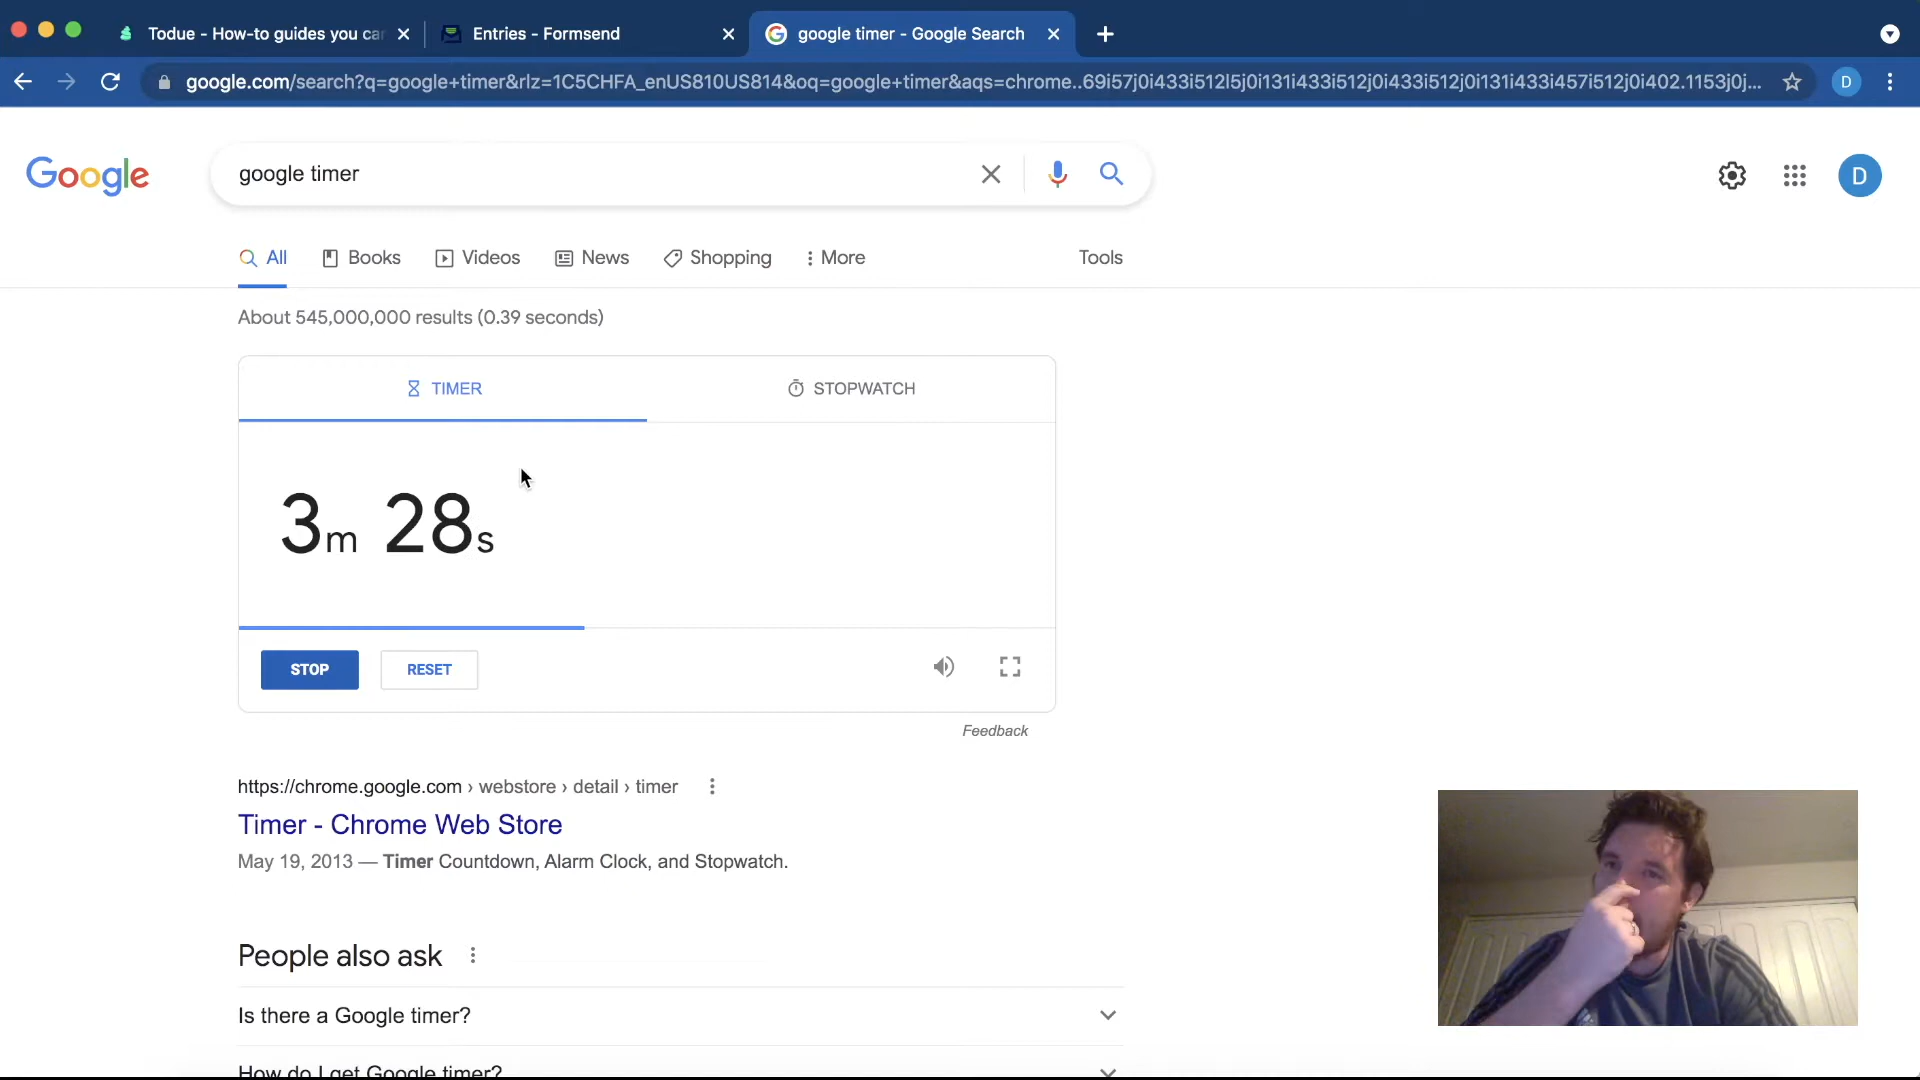 Todue - How-to guides you ca
Entries - Formsend
google timer - Google Search
google.com/search?q=google+timer&rlz=1C5CHFA_enUS810US814&oq=google+timer&aqs=chrome..69i57j0i433i512l5j0i131i433i512j0i433i512j0i131i433i457i512j0i402.1153j0j...
D
Google
google timer
D
All
Books
Videos
News
Shopping
More
Tools
About 545,000,000 results (0.39 seconds)
TIMER
STOPWATCH
3m 28s
STOP
RESET
Feedback
https://chrome.google.com › webstore › detail › timer
Timer - Chrome Web Store
May 19, 2013 — Timer Countdown, Alarm Clock, and Stopwatch.
People also ask
Is there a Google timer?
How do I get Google timer?